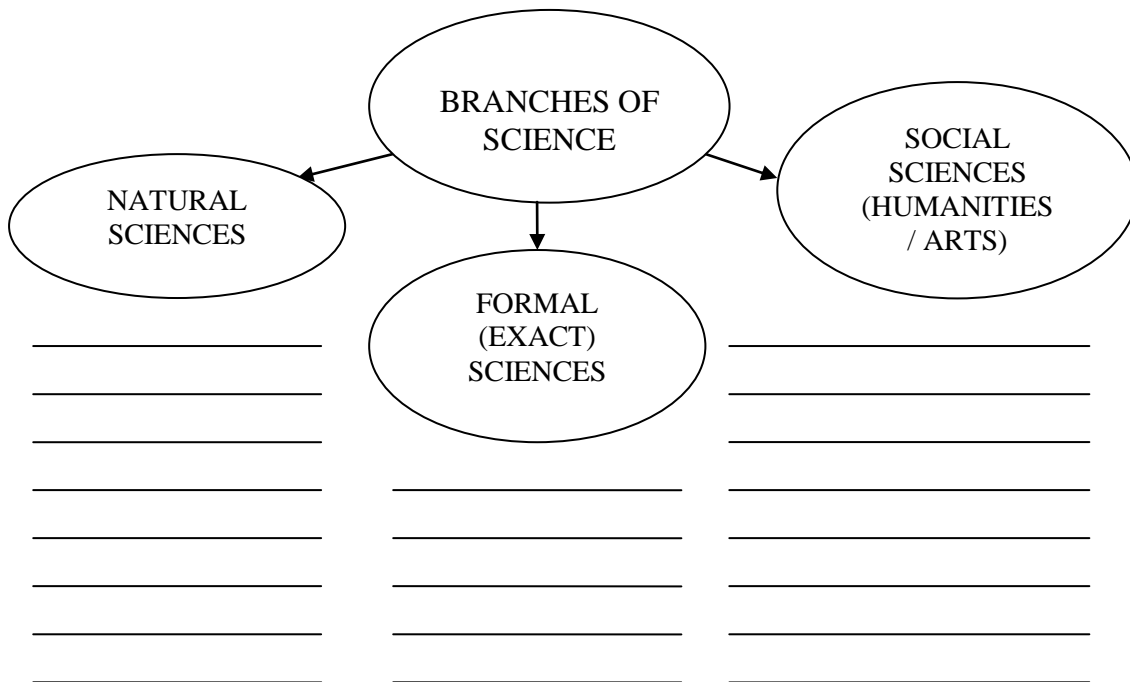 BRANCHES OF
SCIENCE
NATURAL
SCIENCES
FORMAL
(EXACT)
SCIENCES
SOCIAL
SCIENCES
(HUMANITIES
/ ARTS)